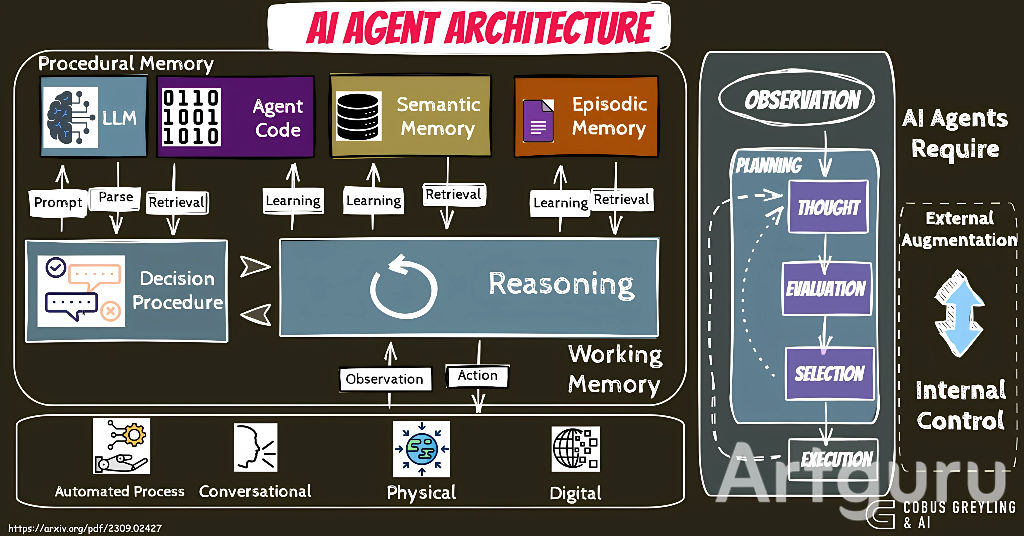 AI AGENT ARCHITECTURE
Procedural Memory
LLM
0110
1001
1010
Agent
Code
Semantic
Memory
Episodic
Memory
Prompt
Parse
Retrieval
Learning
Learning
Retrieval
Learning
Retrieval
Decision
Procedure
Reasoning
Working
Memory
Observation
Action
Automated Process
Conversational
Physical
Digital
https://arxiv.org/pdf/2309.02427
OBSERVATION
PLANNING
THOUGHT
EVALUATION
SELECTION
EXECUTION
AI Agents
Require
External
Augmentation
Internal
Control
Artguru
COBUS GREYLING
& AI